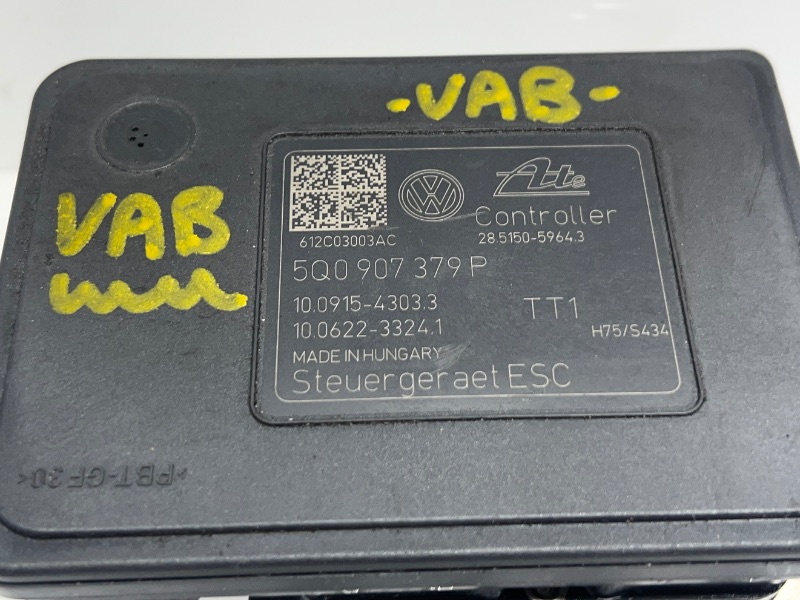 -VAB-
VAB
Ate
Controller
612C03003AC
28.5150-5964.3
5Q0 907 379 P
10.0915-4303.3
TT1
10.0622-3324.1
H75/S434
MADE IN HUNGARY
Steuergeraet ESC
>PBT-GF30<